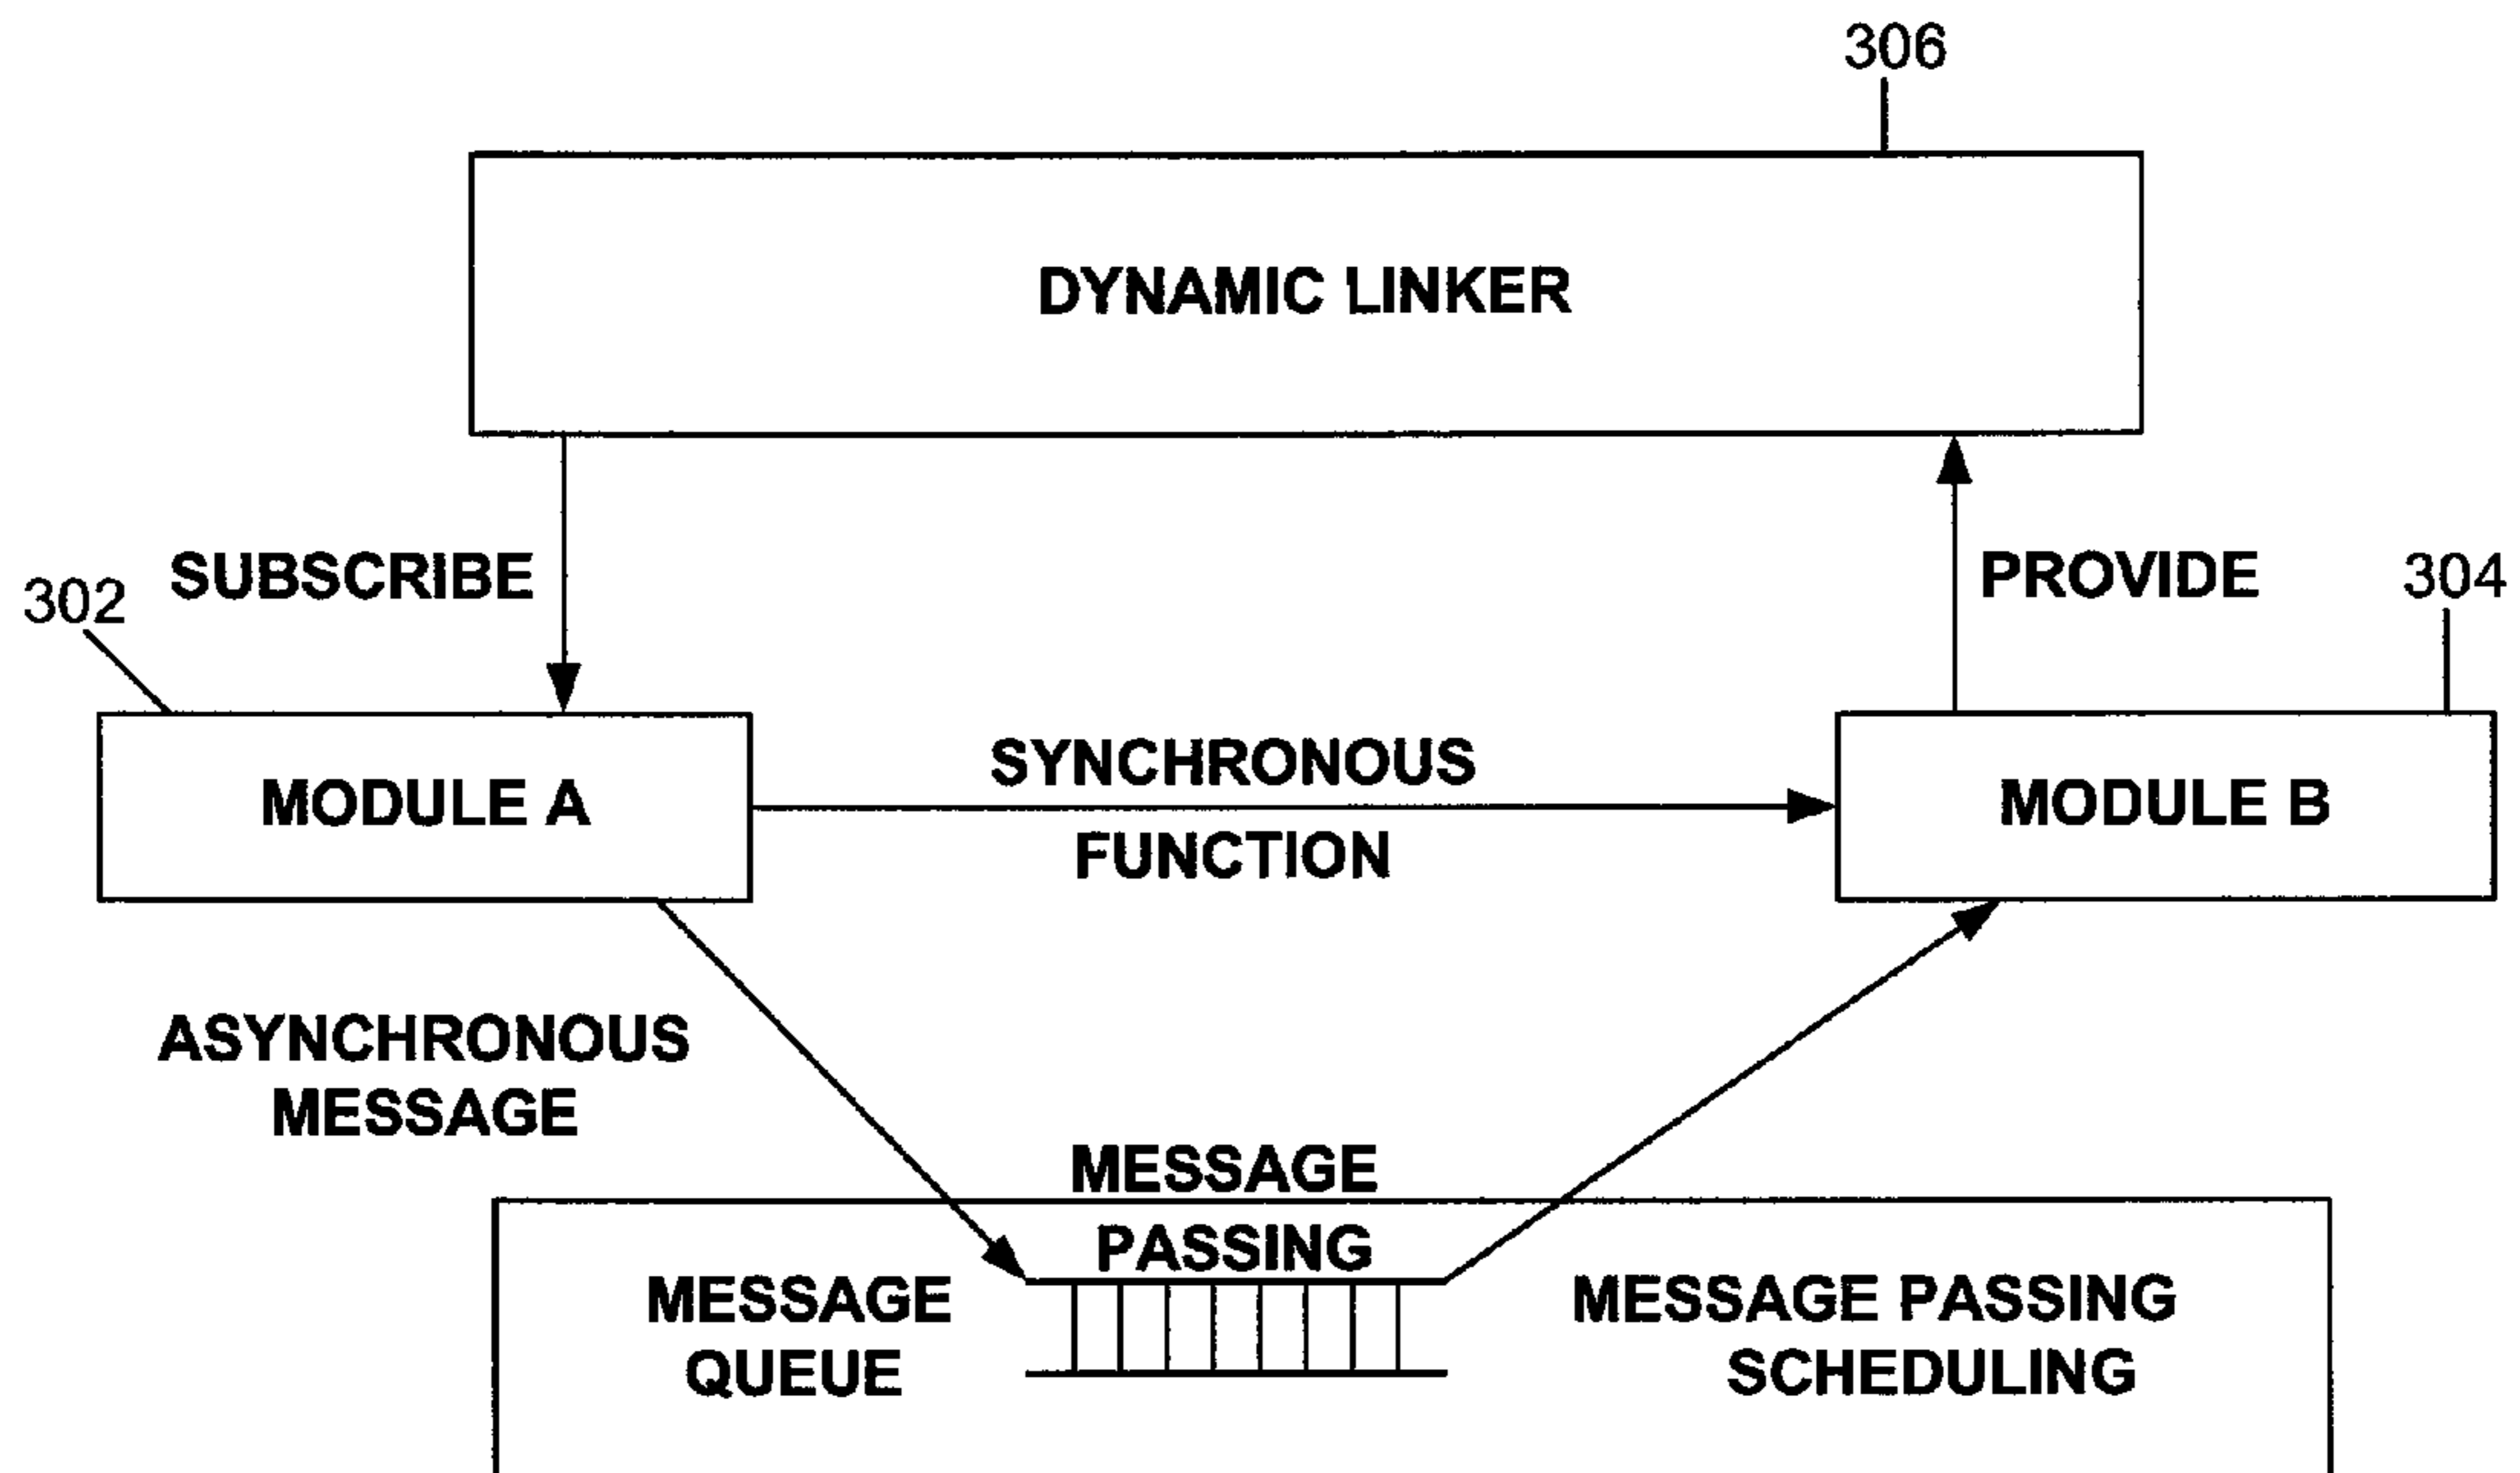 306
DYNAMIC LINKER
SUBSCRIBE
PROVIDE
302
304
MODULE A
SYNCHRONOUS
FUNCTION
MODULE B
ASYNCHRONOUS
MESSAGE
MESSAGE
PASSING
MESSAGE
QUEUE
MESSAGE PASSING
SCHEDULING